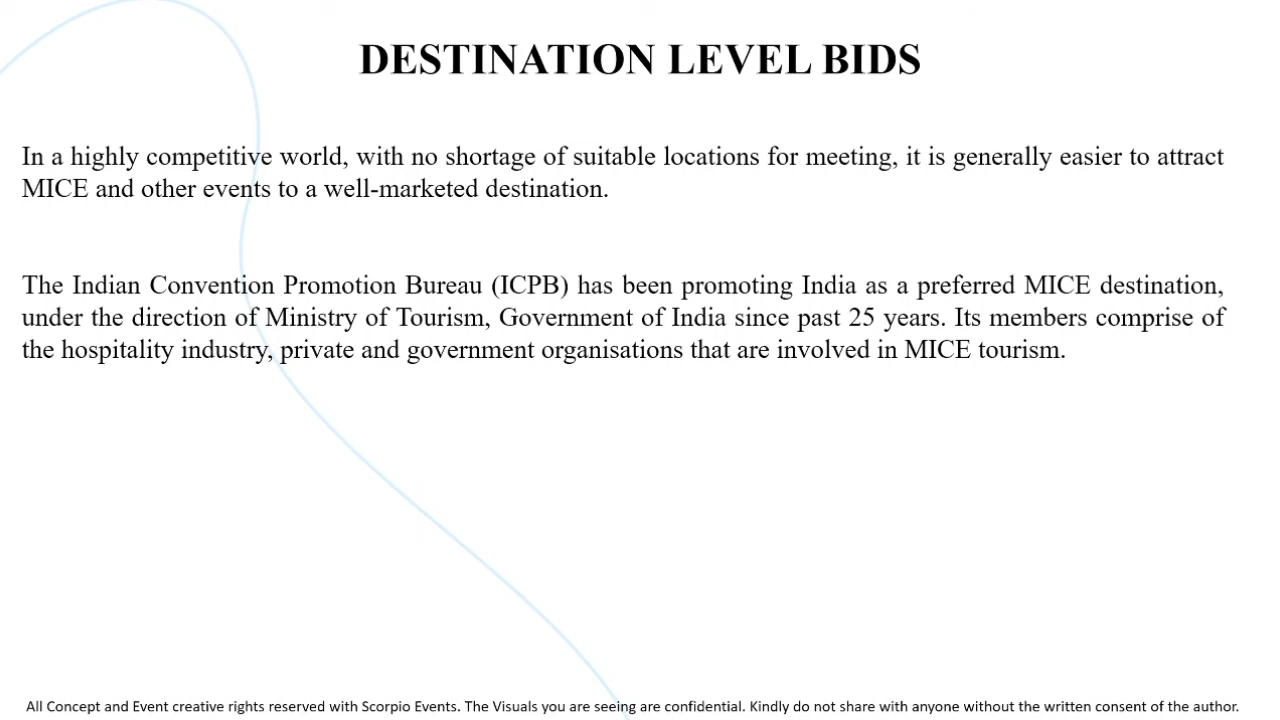 DESTINATION LEVEL BIDS
In a highly competitive world, with no shortage of suitable locations for meeting, it is generally easier to attract
MICE and other events to a well-marketed destination.
The Indian Convention Promotion Bureau (ICPB) has been promoting India as a preferred MICE destination,
under the direction of Ministry of Tourism, Government of India since past 25 years. Its members comprise of
the hospitality industry, private and government organisations that are involved in MICE tourism.
All Concept and Event creative rights reserved with Scorpio Events. The Visuals you are seeing are confidential. Kindly do not share with anyone without the written consent of the author.